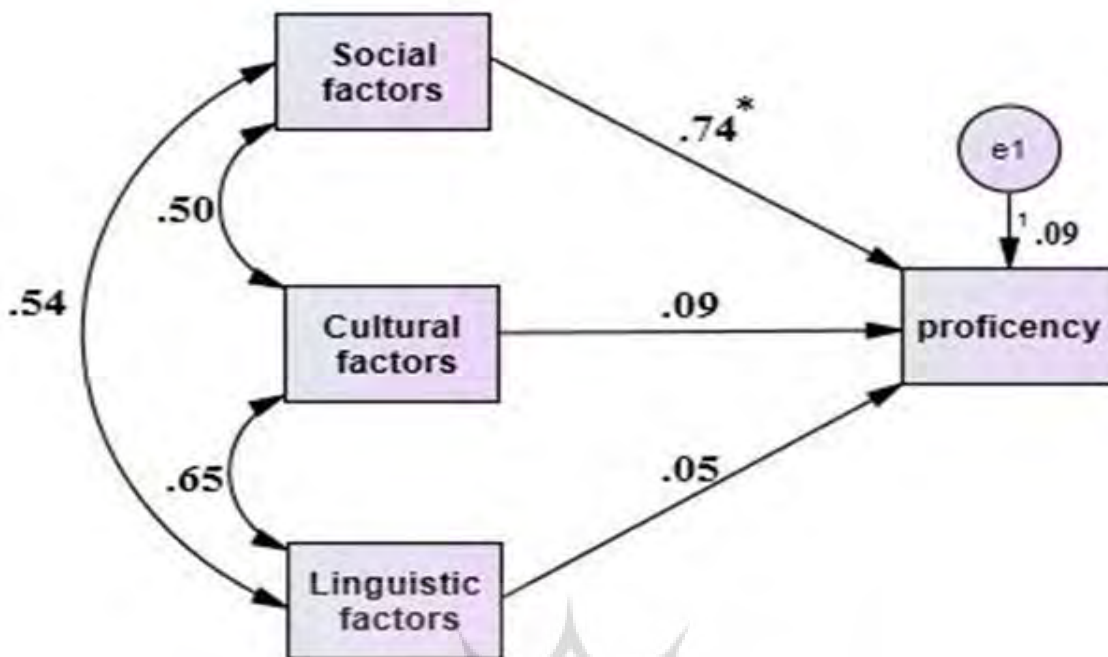 Social
factors
.74*
e1
1 .09
.50
.54
Cultural
factors
.09
proficency
.65
.05
Linguistic
factors